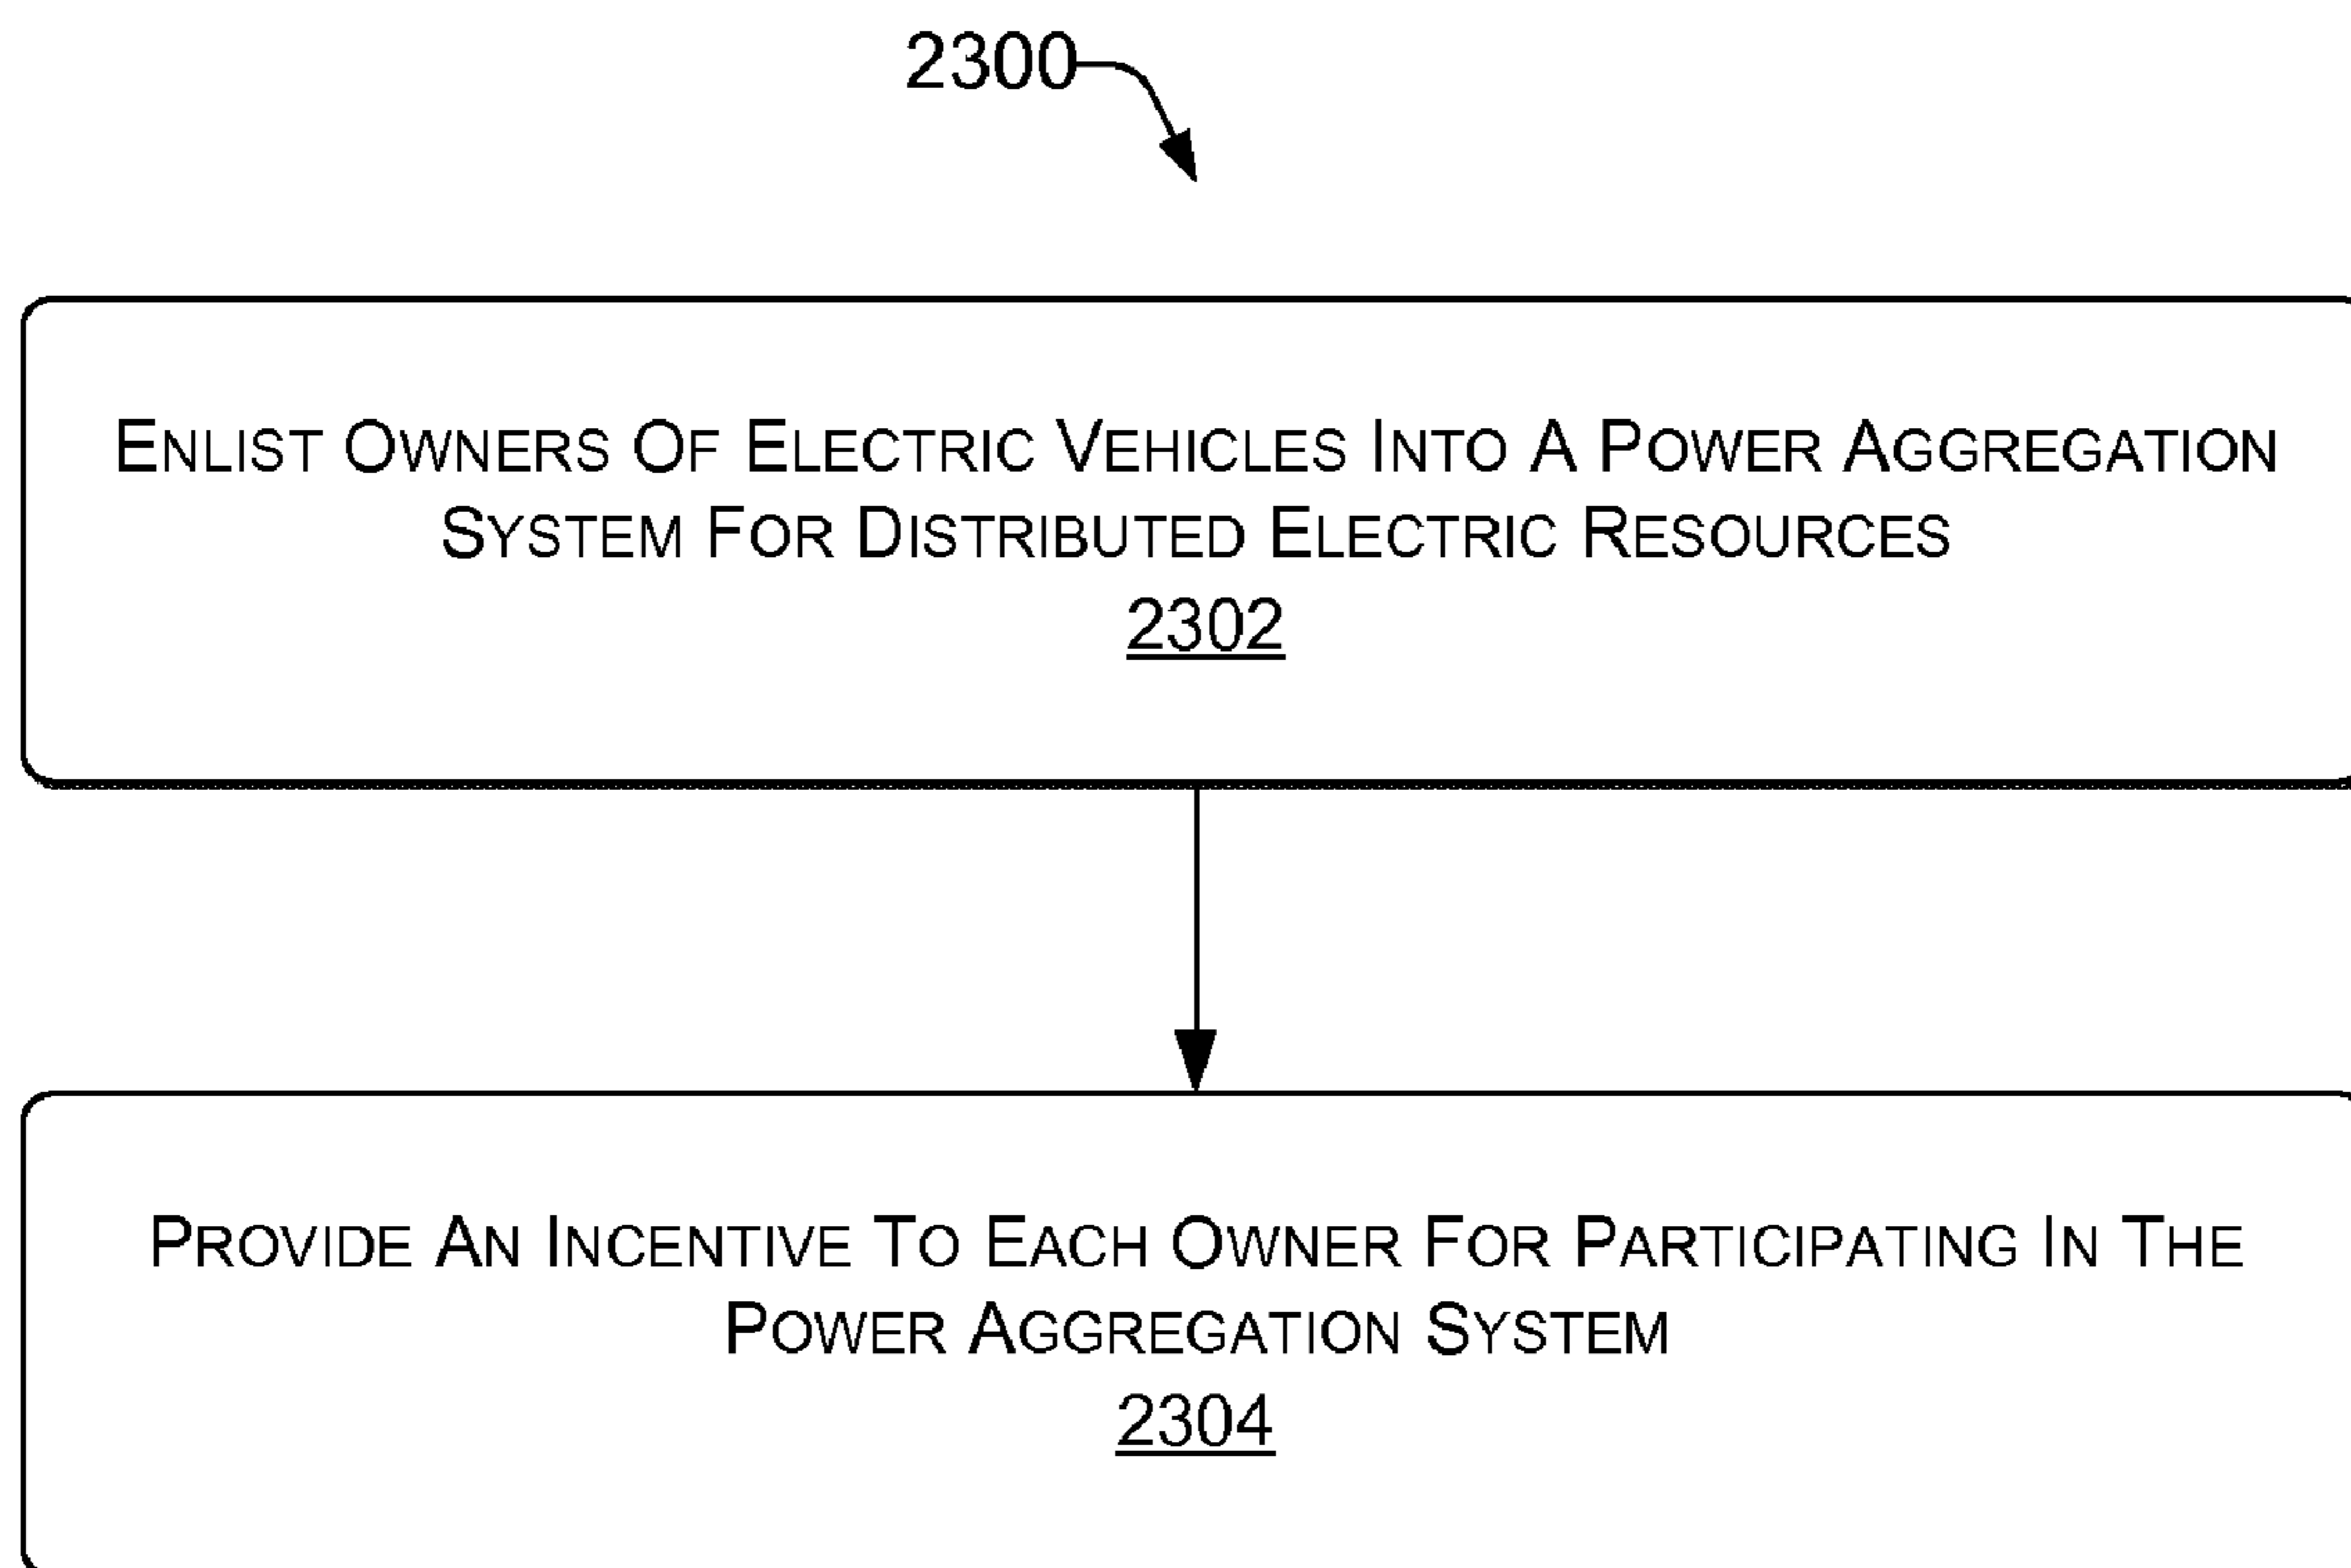 2300
ENLIST OWNERS OF ELECTRIC VEHICLES INTO A POWER AGGREGATION
SYSTEM FOR DISTRIBUTED ELECTRIC RESOURCES
2302
PROVIDE AN INCENTIVE TO EACH OWNER FOR PARTICIPATING IN THE
POWER AGGREGATION SYSTEM
2304